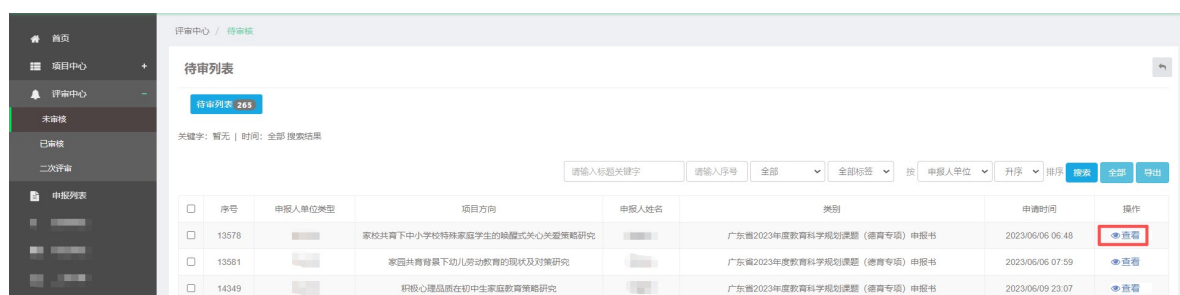 首页
项目中心 +
评审中心 -
未审核
已审核
二次评审
申报列表
评审中心 / 待审核
待审列表
待审列表 265
关键字：暂无 | 时间：全部 搜索结果
请输入标题关键字 请输入序号 全部 全部标签 按 申报人单位 升序 排序 搜索 全部 导出
序号 申报人单位类型 项目方向 申报人姓名 类别 申请时间 操作
13578 家校共育下中小学校特殊家庭学生的唤醒式关心关爱策略研究 广东省2023年度教育科学规划课题（德育专项）申报书 2023/06/06 06:48 查看
13581 家园共育背景下幼儿劳动教育的现状及对策研究 广东省2023年度教育科学规划课题（德育专项）申报书 2023/06/06 07:59 查看
14349 积极心理品质在初中生家庭教育策略研究 广东省2023年度教育科学规划课题（德育专项）申报书 2023/06/09 23:07 查看